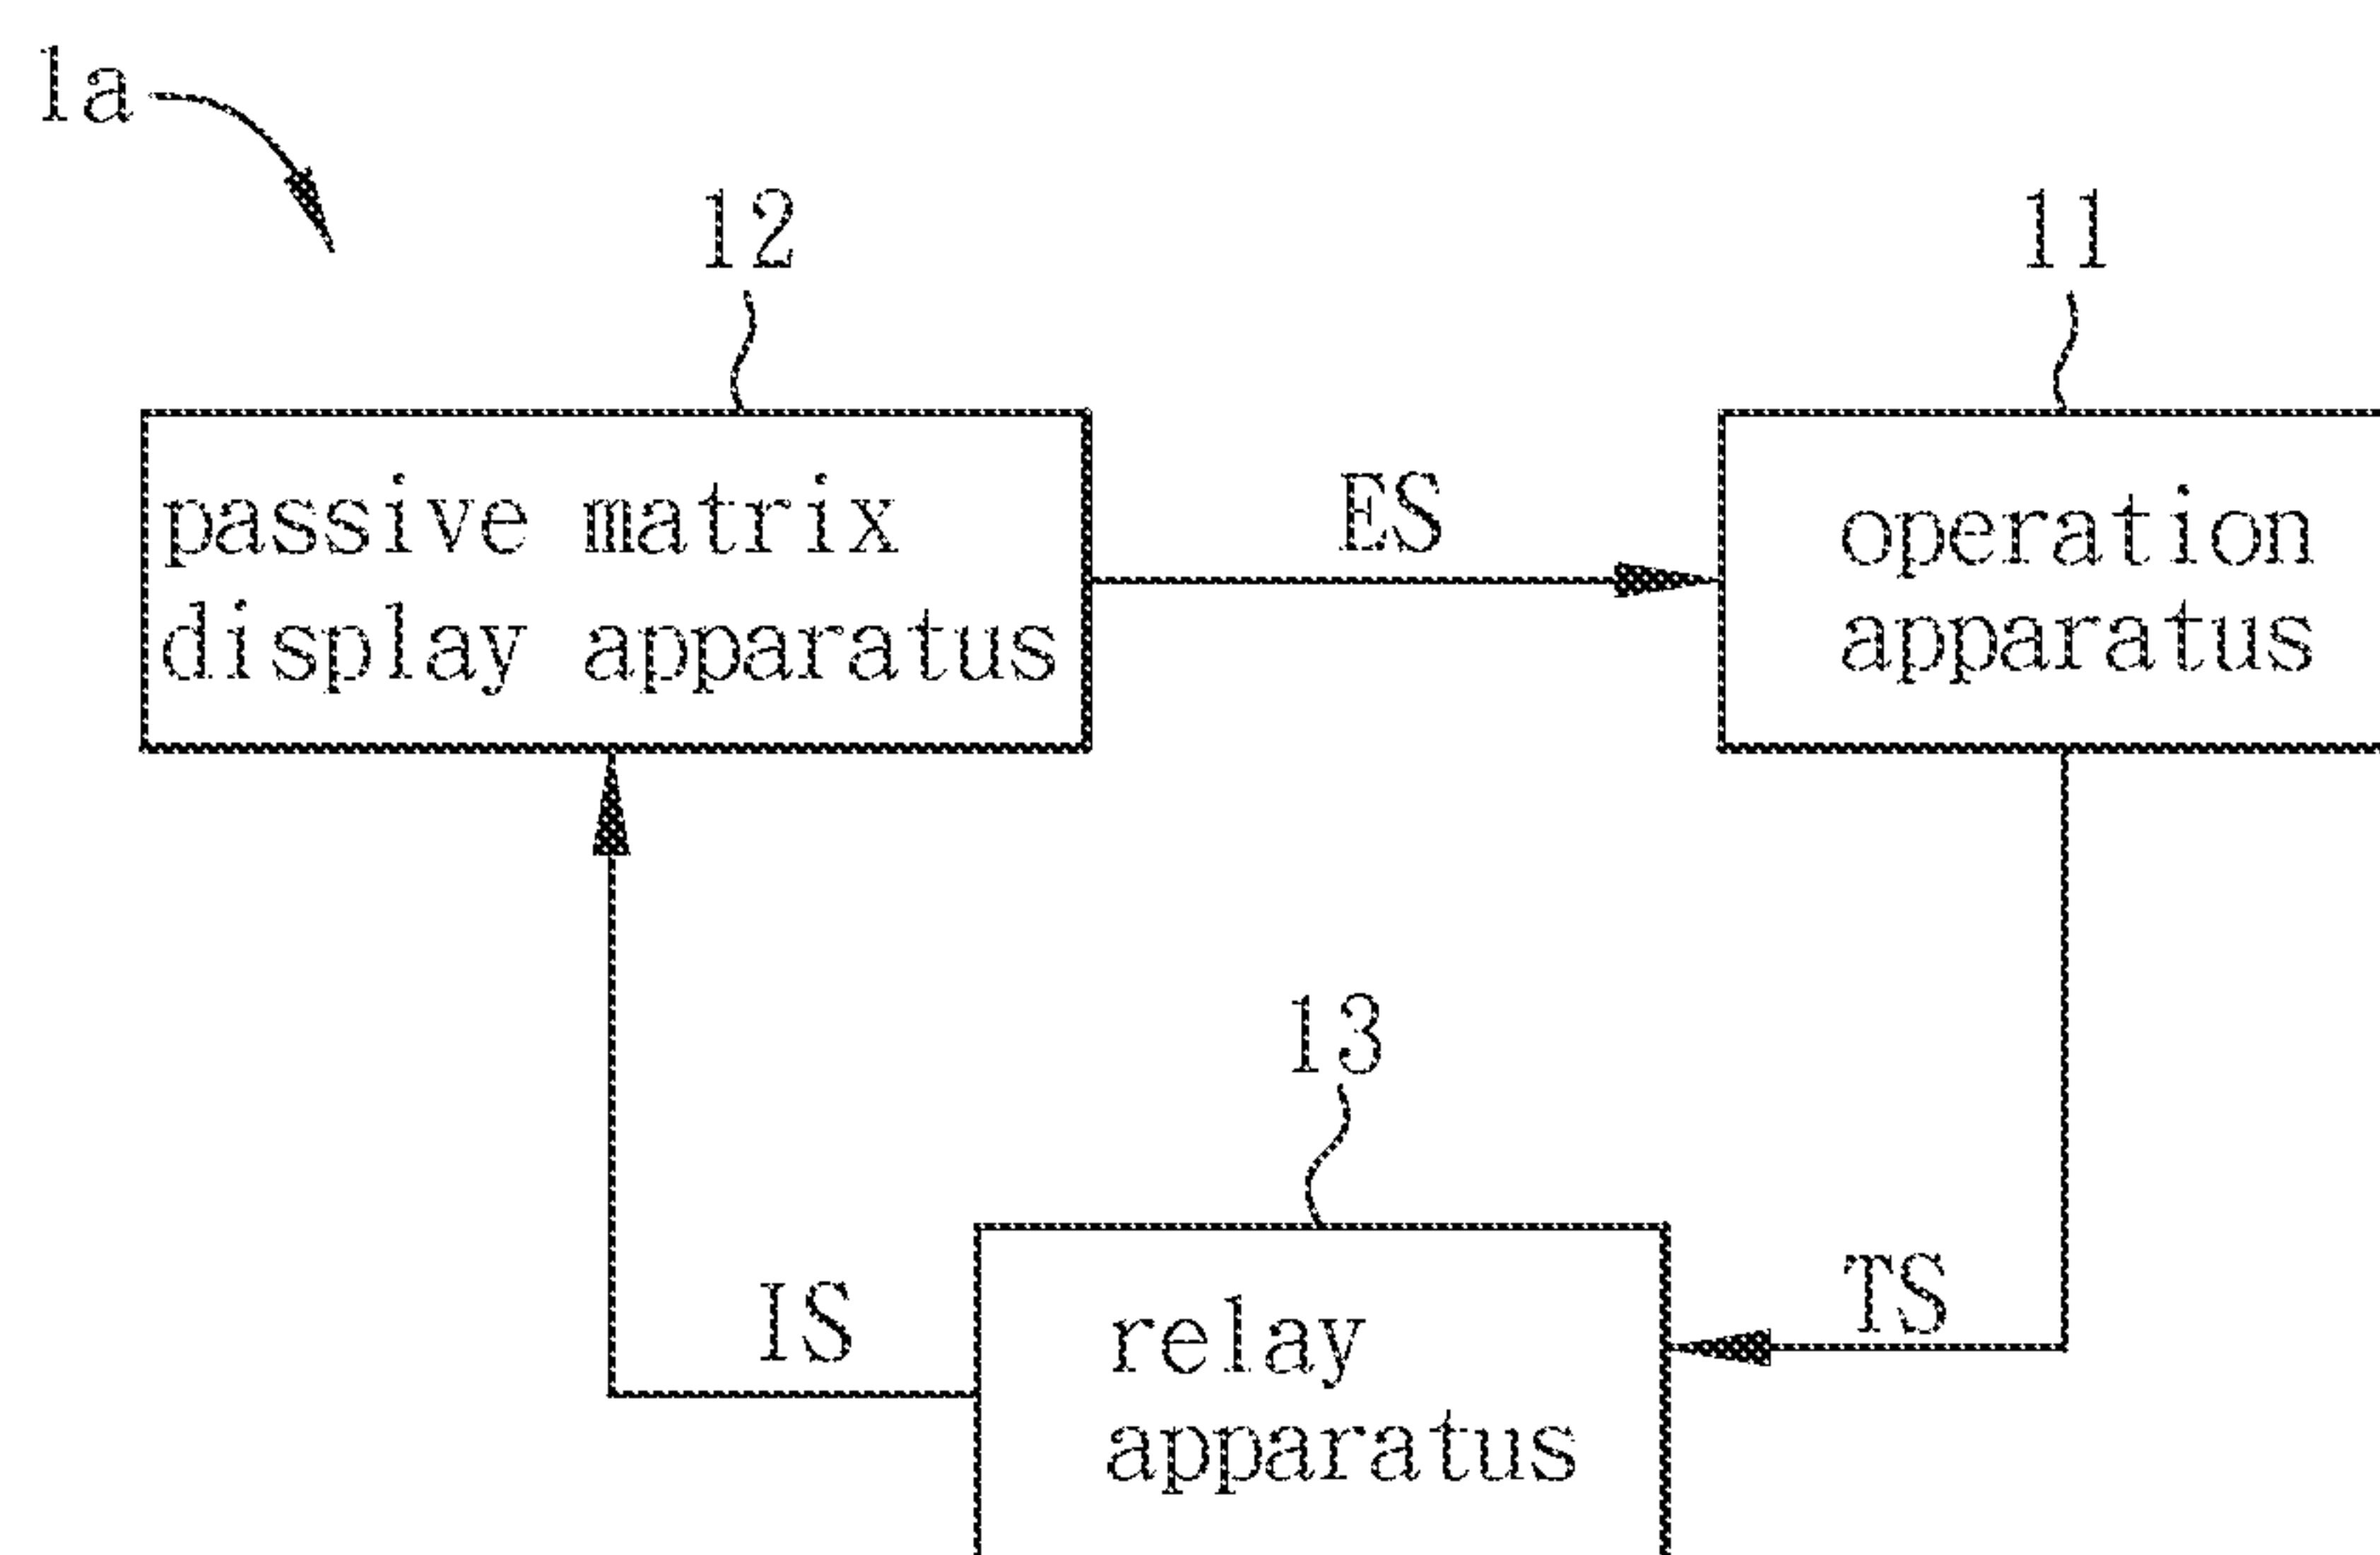 1a
12
11
passive matrix
display apparatus
ES
operation
apparatus
13
IS
relay
apparatus
TS